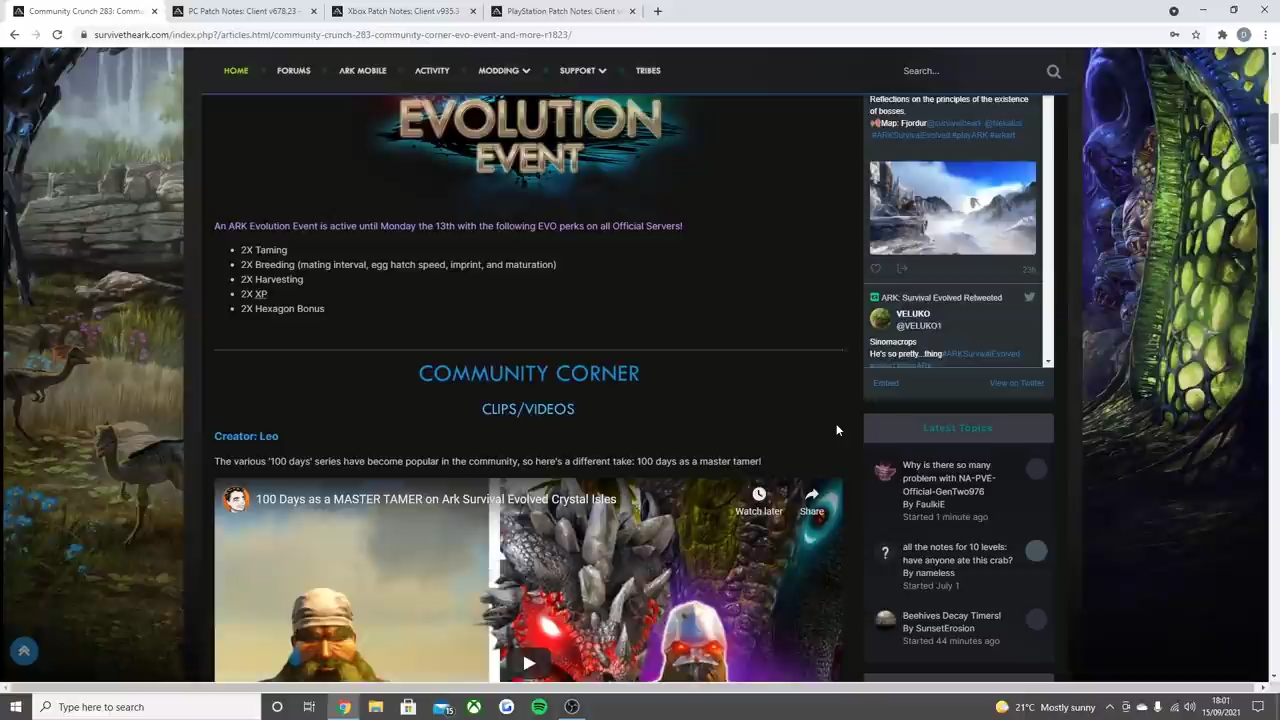 Community Crunch 283: Comm
PC Patch Notes; Client v678.23 -
Xbox Patch Notes; Client v935.3
PlayStation Patch Notes: Client v
survivetheark.com/index.php?/articles.html/community-crunch-283-community-corner-evo-event-and-more-r1823/
HOME
FORUMS
ARK MOBILE
ACTIVITY
MODDING
SUPPORT
TRIBES
Search...
EVOLUTION
EVENT
An ARK Evolution Event is active until Monday the 13th with the following EVO perks on all Official Servers!
2X Taming
2X Breeding (mating interval, egg hatch speed, imprint, and maturation)
2X Harvesting
2X XP
2X Hexagon Bonus
COMMUNITY CORNER
CLIPS/VIDEOS
Creator: Leo
The various '100 days' series have become popular in the community, so here's a different take: 100 days as a master tamer!
100 Days as a MASTER TAMER on Ark Survival Evolved Crystal Isles
Watch later
Share
Reflections on the principles of the existence
of bosses.
Map: Fjordur
#ARKSurvivalEvolved #playARK #arkart
23h
ARK: Survival Evolved Retweeted
VELUKO
@VELUKO1
Sinomacrops
He's so pretty...thing#ARKSurvivalEvolved
Embed
View on Twitter
Latest Topics
Why is there so many
problem with NA-PVE-
Official-GenTwo976
By FaulkiE
Started 1 minute ago
?
all the notes for 10 levels:
have anyone ate this crab?
By nameless
Started July 1
Beehives Decay Timers!
By SunsetErosion
Started 44 minutes ago
Type here to search
15
21°C Mostly sunny
18:01
15/09/2021